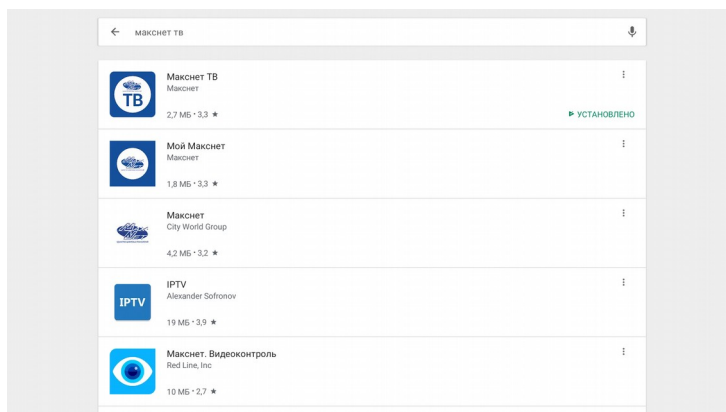 макснет тв
Макснет ТВ
Макснет
ТВ
2,7 МБ • 3,3 ★
УСТАНОВЛЕНО
Мой Макснет
Макснет
1,8 МБ • 3,3 ★
Макснет
City World Group
4,2 МБ • 3,2 ★
IPTV
Alexander Sofronov
IPTV
19 МБ • 3,9 ★
Макснет. Видеоконтроль
Red Line, Inc
10 МБ • 2,7 ★